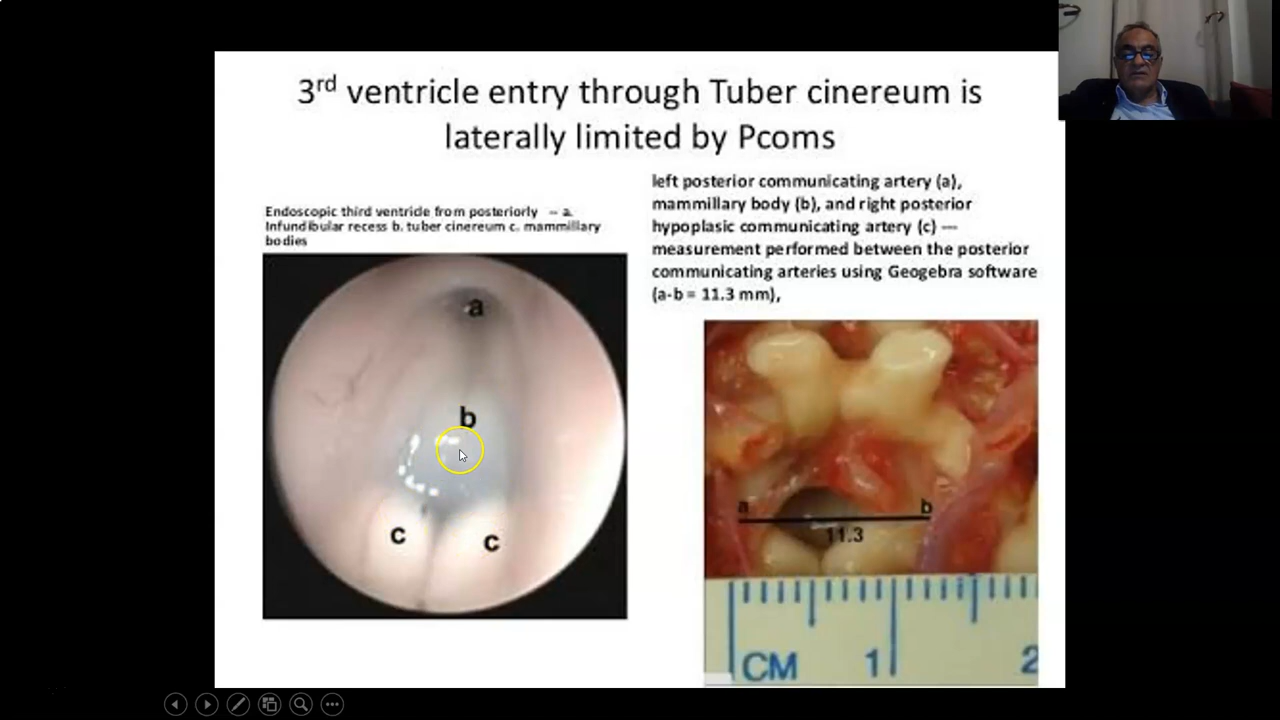 3rd ventricle entry through Tuber cinereum is
laterally limited by Pcoms
Endoscopic third ventricle from posteriorly – a.
Infundibular recess b. tuber cinereum c. mammillary
bodies
left posterior communicating artery (a),
mammillary body (b), and right posterior
hypoplasic communicating artery (c) —
measurement performed between the posterior
communicating arteries using Geogebra software
(a-b = 11.3 mm),
a
b
c c
a b
11.3
CM 1 2